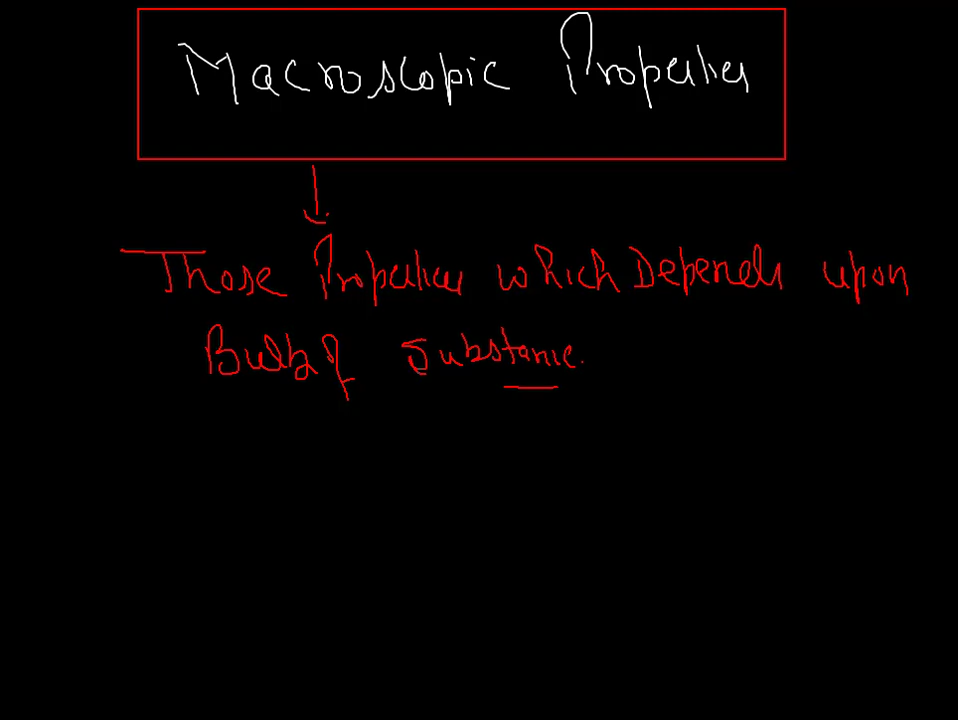 Macroscopic Properties
Those Properties which Depends upon
Bulk of Substance.